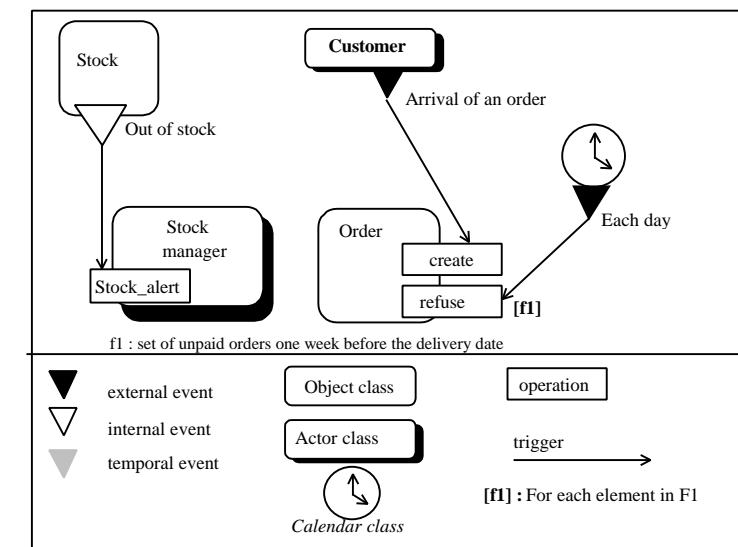 Stock
Customer
Arrival of an order
Out of stock
Each day
Stock
manager
Order
create
Stock_alert
refuse
[f1]
f1 : set of unpaid orders one week before the delivery date
external event
Object class
operation
internal event
Actor class
trigger
temporal event
[f1] : For each element in F1
Calendar class